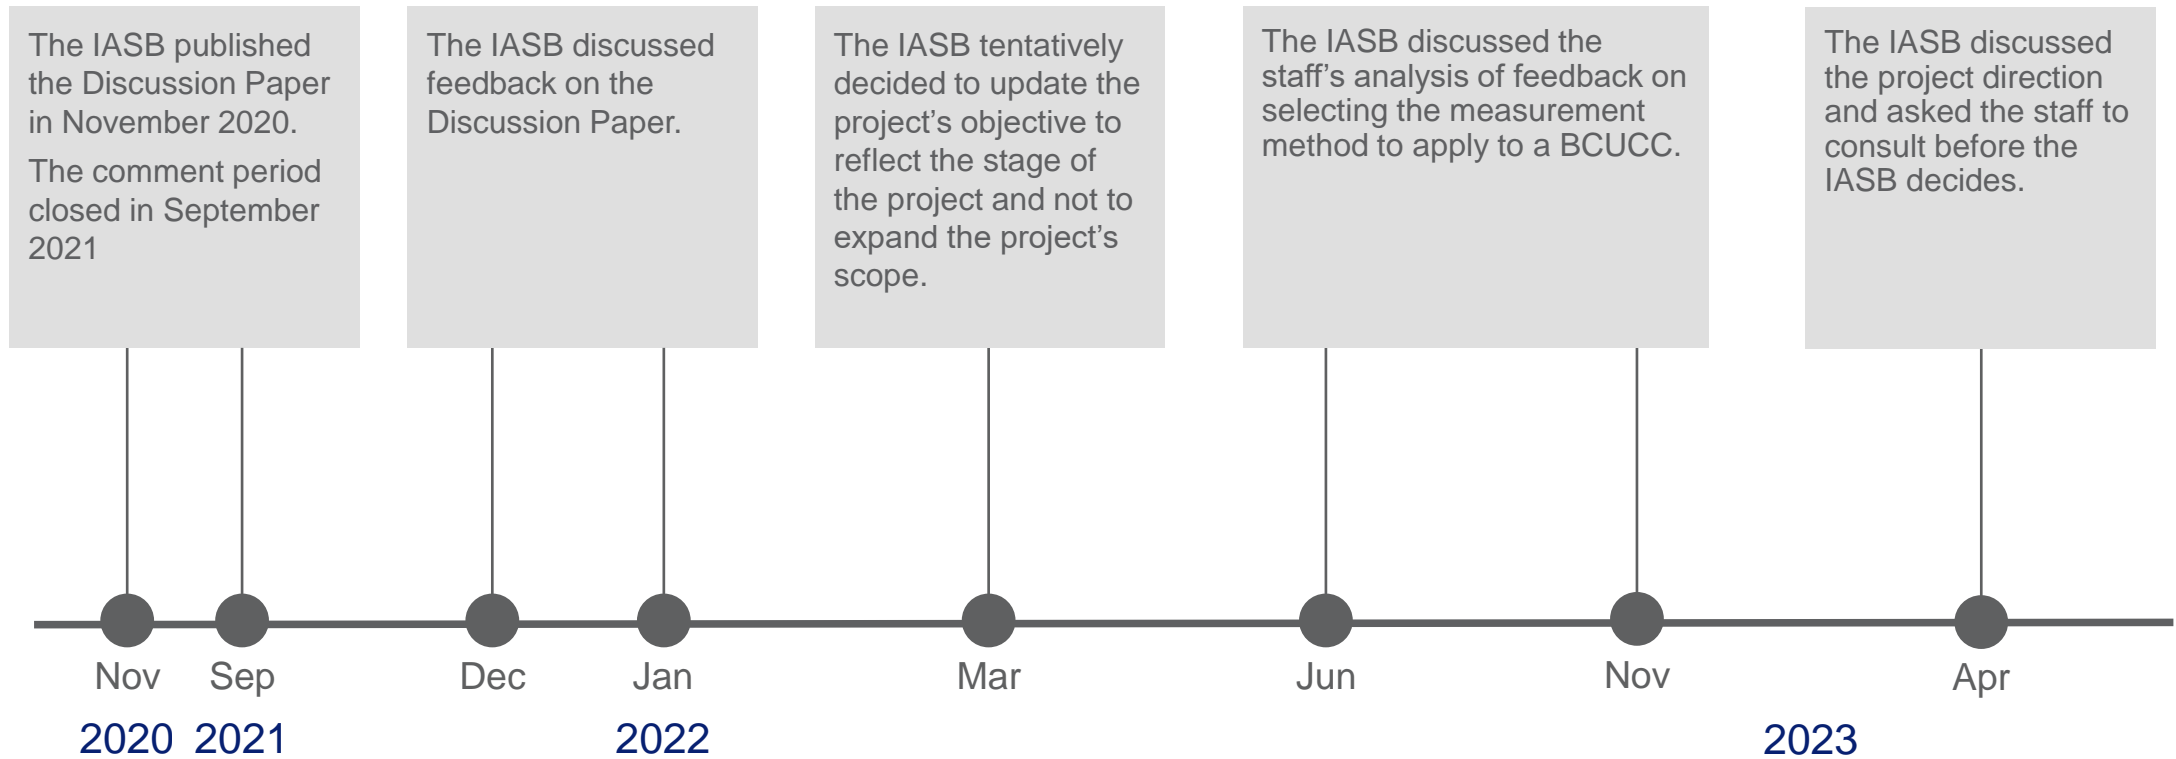 The IASB published
the Discussion Paper
in November 2020.
The comment period
closed in September
2021
The IASB discussed
feedback on the
Discussion Paper.
The IASB tentatively
decided to update the
project's objective to
reflect the stage of
the project and not to
expand the project's
scope.
The IASB discussed the
staff's analysis of feedback on
selecting the measurement
method to apply to a BCUCC.
The IASB discussed
the project direction
and asked the staff to
consult before the
IASB decides.
Nov Sep Dec Jan Mar Jun Nov Apr
2020 2021 2022 2023